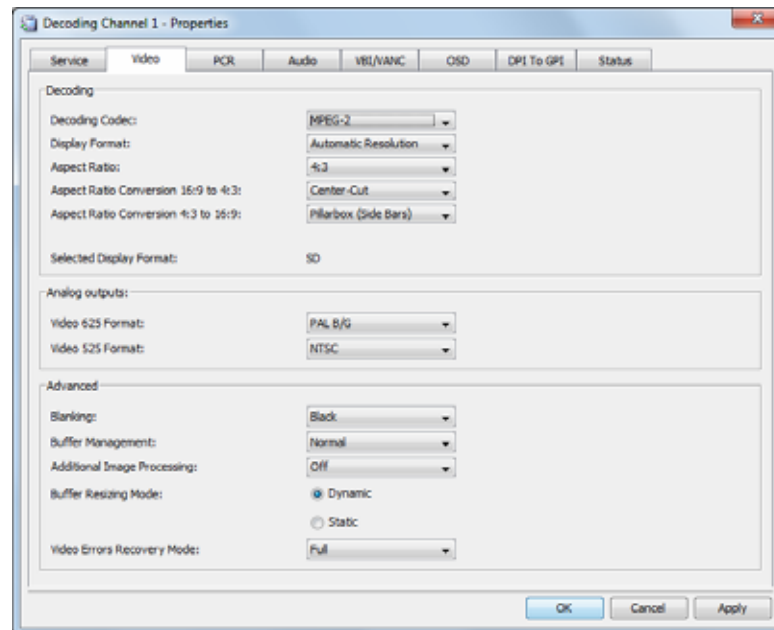 Decoding Channel 1 - Properties
Service Video PCR Audio VBI/VANC OSD DPI To GPI Status
Decoding
Decoding Codec: MPEG-2
Display Format: Automatic Resolution
Aspect Ratio: 4:3
Aspect Ratio Conversion 16:9 to 4:3: Center-Cut
Aspect Ratio Conversion 4:3 to 16:9: Pillarbox (Side Bars)
Selected Display Format: SD
Analog outputs:
Video 625 Format: PAL B/G
Video 525 Format: NTSC
Advanced
Blanking: Black
Buffer Management: Normal
Additional Image Processing: Off
Buffer Resizing Mode: Dynamic
Static
Video Errors Recovery Mode: Full
OK Cancel Apply